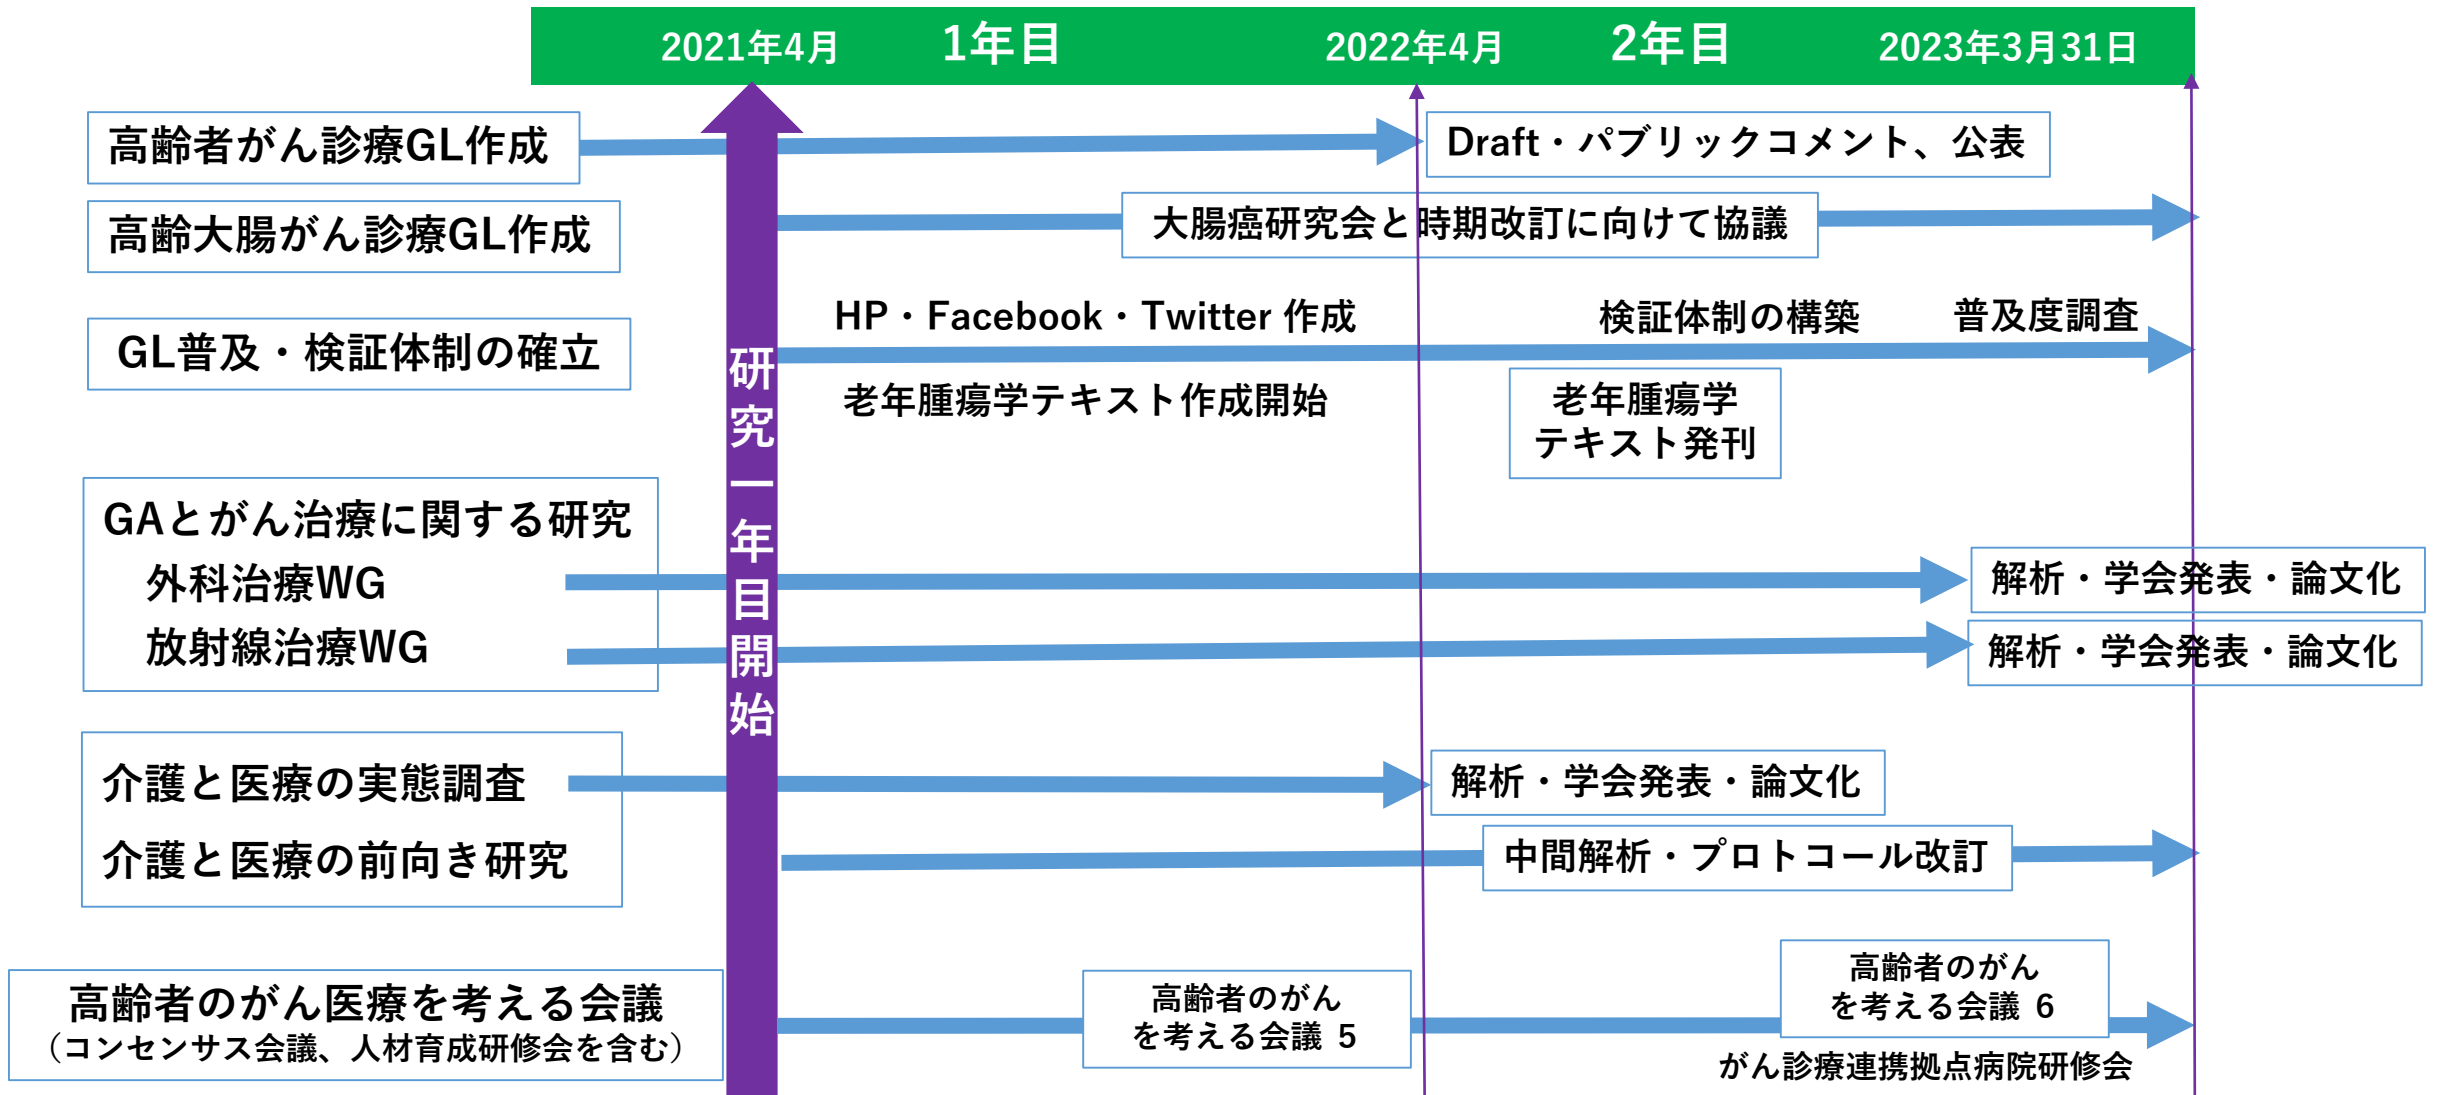 2021年4月 1年目 2022年4月 2年目 2023年3月31日
高齢者がん診療GL作成
Draft・パブリックコメント、公表
高齢大腸がん診療GL作成
大腸癌研究会と時期改訂に向けて協議
GL普及・検証体制の確立
HP・Facebook・Twitter 作成
検証体制の構築
普及度調査
老年腫瘍学テキスト作成開始
老年腫瘍学
テキスト発刊
研究一年目開始
GAとがん治療に関する研究
外科治療WG
解析・学会発表・論文化
放射線治療WG
解析・学会発表・論文化
介護と医療の実態調査
解析・学会発表・論文化
介護と医療の前向き研究
中間解析・プロトコール改訂
高齢者のがん医療を考える会議
（コンセンサス会議、人材育成研修会を含む）
高齢者のがん
を考える会議 5
高齢者のがん
を考える会議 6
がん診療連携拠点病院研修会